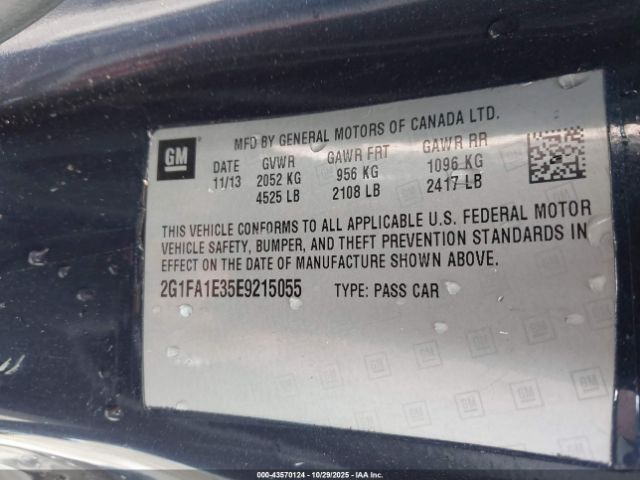 MFD BY GENERAL MOTORS OF CANADA LTD.
GM
DATE GVWR GAWR FRT GAWR RR
11/13 2052 KG 956 KG 1096 KG
4525 LB 2108 LB 2417 LB
THIS VEHICLE CONFORMS TO ALL APPLICABLE U.S. FEDERAL MOTOR
VEHICLE SAFETY, BUMPER, AND THEFT PREVENTION STANDARDS IN
EFFECT ON THE DATE OF MANUFACTURE SHOWN ABOVE.
2G1FA1E35E9215055 TYPE: PASS CAR
000-43570124 | 10/29/2025 | IAA